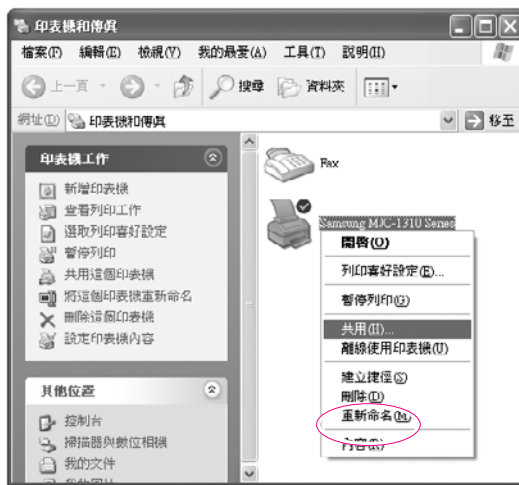 印表機和傳真
檔案(F) 編輯(E) 檢視(V) 我的最愛(A) 工具(T) 說明(H)
上一頁 搜尋 資料夾
網址(D) 印表機和傳真 移至
印表機工作
新增印表機
查看列印工作
選取列印喜好設定
暫停列印
共用這個印表機
將這個印表機重新命名
刪除這個印表機
設定印表機內容
其他位置
控制台
掃描器與數位相機
我的文件
我的圖片
Fax
Samsung MJC-1310 Series
開啓(O)
列印喜好設定(E)...
暫停列印(G)
共用(H)...
離線使用印表機(U)
建立捷徑(S)
刪除(D)
重新命名(M)
內容(R)